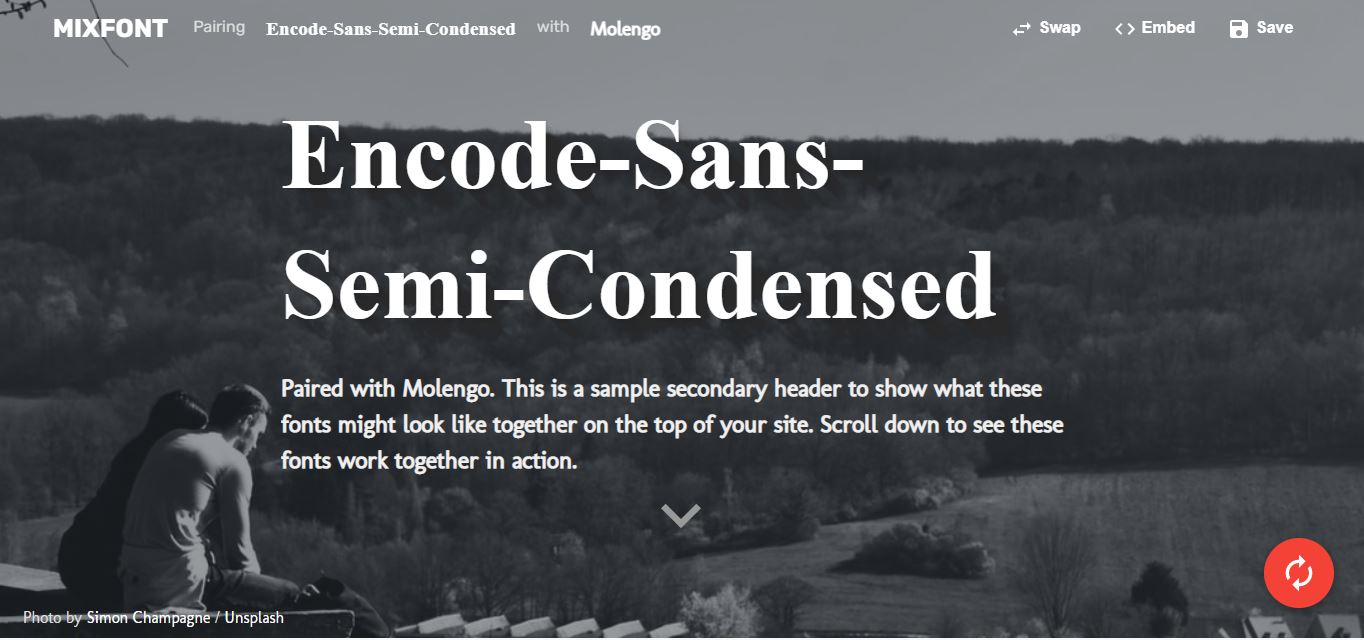 MIXFONT Pairing Encode-Sans-Semi-Condensed with Molengo Swap Embed Save
Encode-Sans-
Semi-Condensed
Paired with Molengo. This is a sample secondary header to show what these
fonts might look like together on the top of your site. Scroll down to see these
fonts work together in action.
Photo by Simon Champagne / Unsplash